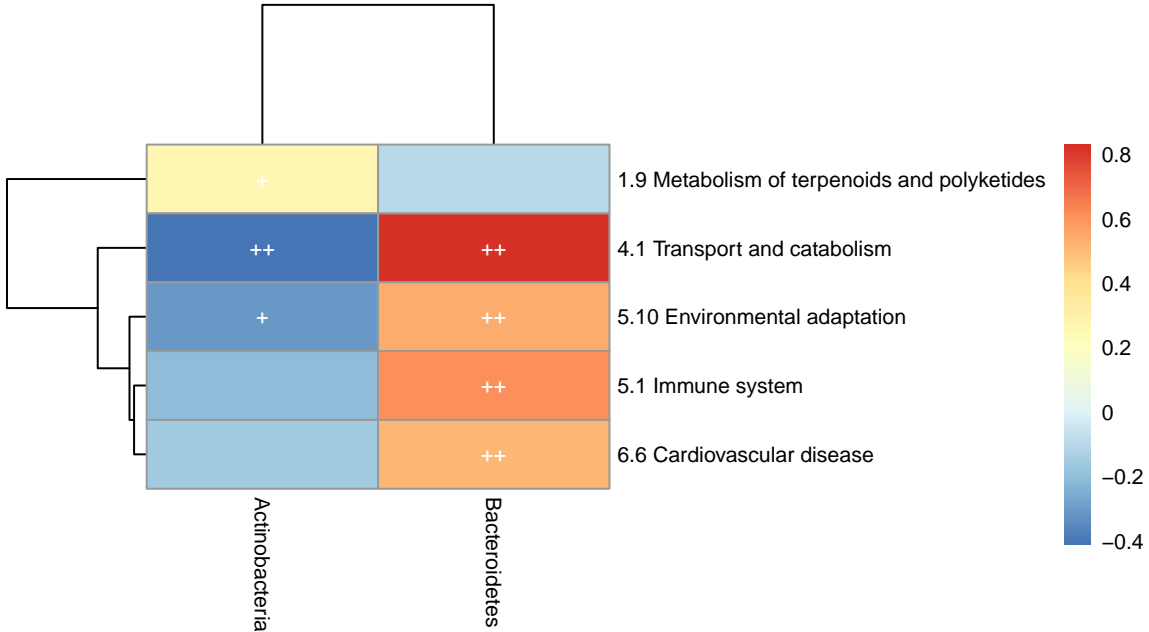 +
1.9 Metabolism of terpenoids and polyketides
++ ++
4.1 Transport and catabolism
+ ++
5.10 Environmental adaptation
++
5.1 Immune system
++
6.6 Cardiovascular disease
Actinobacteria
Bacteroidetes
0.8
0.6
0.4
0.2
0
−0.2
−0.4